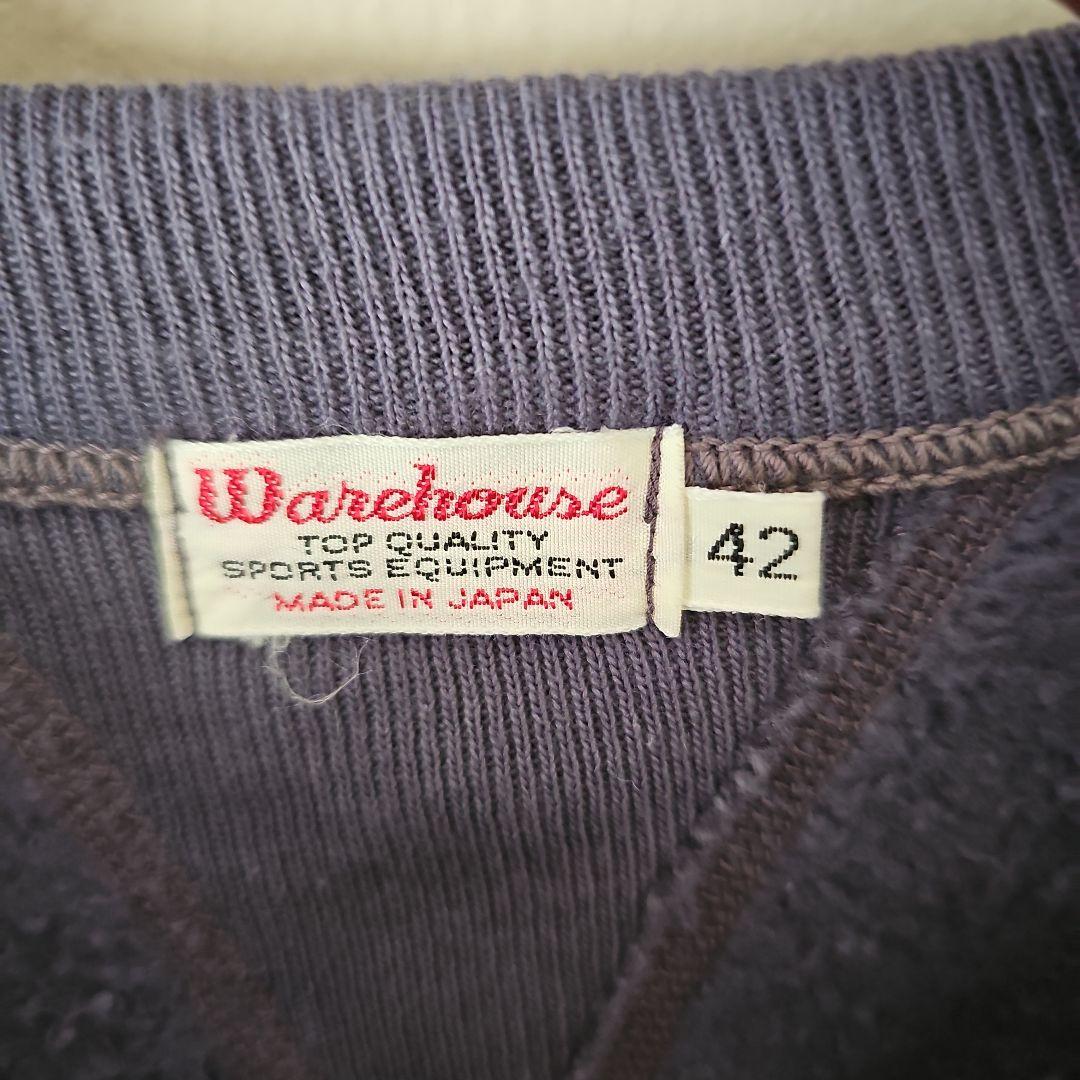 Warehouse
TOP QUALITY
SPORTS EQUIPMENT
MADE IN JAPAN
42